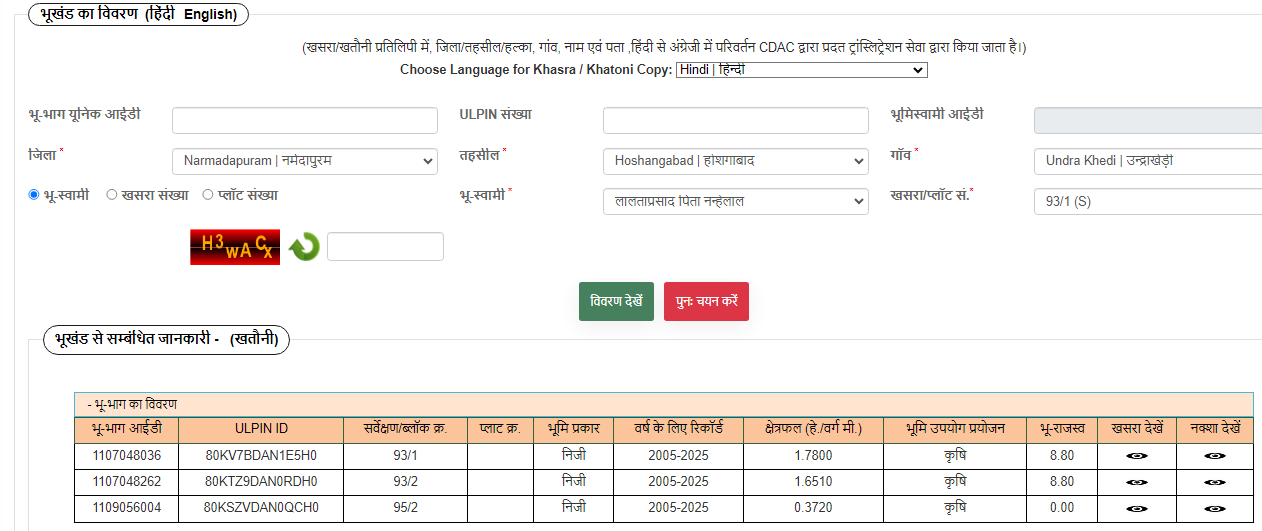 भूखंड का विवरण (हिंदी English)
(खसरा/खतौनी प्रतिलिपी में, जिला/तहसील/हल्का, गांव, नाम एवं पता ,हिंदी से अंग्रेजी में परिवर्तन CDAC द्वारा प्रदत ट्रांस्लिट्रेशन सेवा द्वारा किया जाता है।)
Choose Language for Khasra / Khatoni Copy: Hindi | हिन्दी
भू-भाग यूनिक आईडी ULPIN संख्या भूमिस्वामी आईडी
जिला * Narmadapuram | नर्मदापुरम तहसील * Hoshangabad | होशंगाबाद गाँव * Undra Khedi | उन्द्राखेड़ी
भू-स्वामी खसरा संख्या प्लॉट संख्या भू-स्वामी * लालताप्रसाद पिता नन्हेलाल खसरा/प्लॉट सं.* 93/1 (S)
H3wACx
विवरण देखें पुनः चयन करें
भूखंड से सम्बंधित जानकारी - (खतौनी)
- भू-भाग का विवरण
भू-भाग आईडी ULPIN ID सर्वेक्षण/ब्लॉक क्र. प्लाट क्र. भूमि प्रकार वर्ष के लिए रिकॉर्ड क्षेत्रफल (हे./वर्ग मी.) भूमि उपयोग प्रयोजन भू-राजस्व खसरा देखें नक्शा देखें
1107048036 80KV7BDAN1E5H0 93/1 निजी 2005-2025 1.7800 कृषि 8.80
1107048262 80KTZ9DAN0RDH0 93/2 निजी 2005-2025 1.6510 कृषि 8.80
1109056004 80KSZVDAN0QCH0 95/2 निजी 2005-2025 0.3720 कृषि 0.00